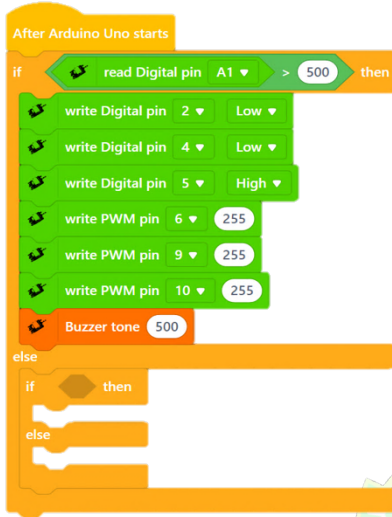 After Arduino Uno starts
if read Digital pin A1 > 500 then
write Digital pin 2 Low
write Digital pin 4 Low
write Digital pin 5 High
write PWM pin 6 255
write PWM pin 9 255
write PWM pin 10 255
Buzzer tone 500
else
if then
else